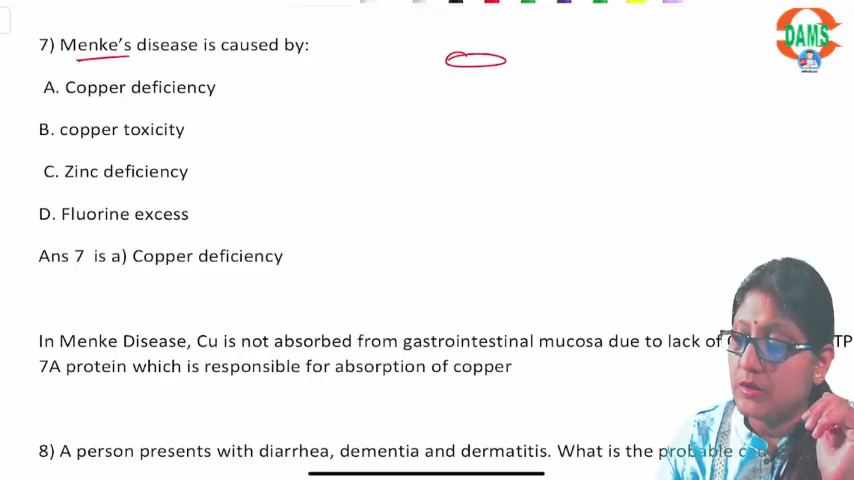 DAMS
7) Menke's disease is caused by:
A. Copper deficiency
B. copper toxicity
C. Zinc deficiency
D. Fluorine excess
Ans 7 is a) Copper deficiency
In Menke Disease, Cu is not absorbed from gastrointestinal mucosa due to lack of TP
7A protein which is responsible for absorption of copper
8) A person presents with diarrhea, dementia and dermatitis. What is the probable